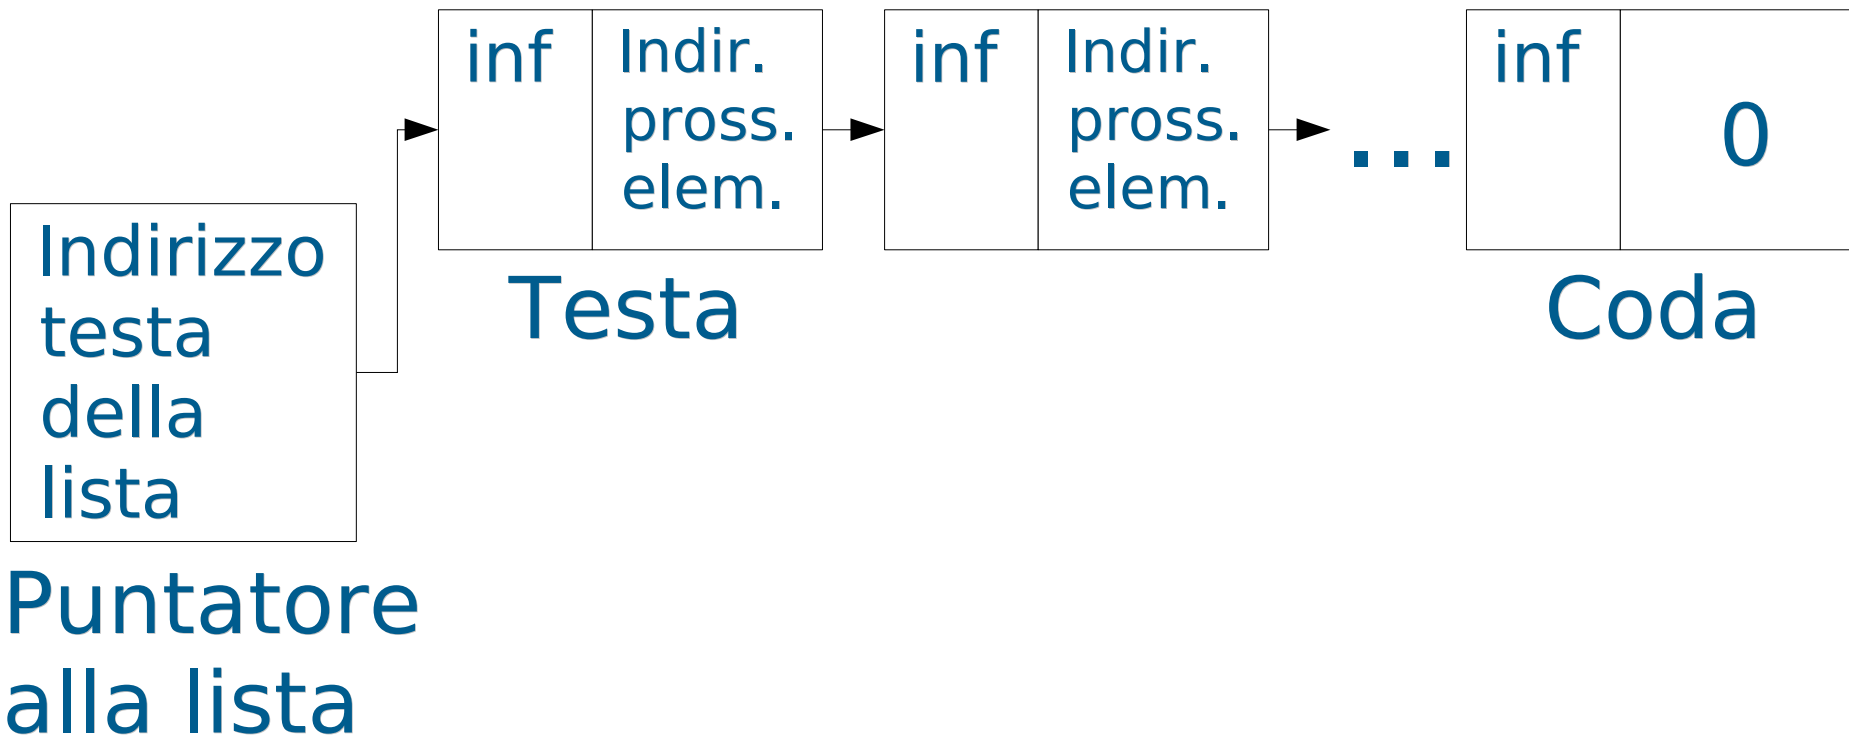 Indirizzo
testa
della
lista
Puntatore
alla lista
inf
Indir.
pross.
elem.
Testa
inf
Indir.
pross.
elem.
...
inf
0
Coda